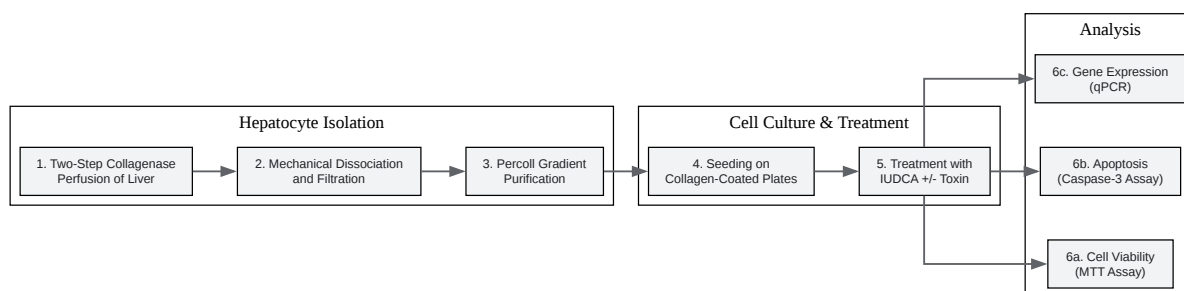 Hepatocyte Isolation
1. Two-Step Collagenase
Perfusion of Liver
2. Mechanical Dissociation
and Filtration
3. Percoll Gradient
Purification
Cell Culture & Treatment
4. Seeding on
Collagen-Coated Plates
5. Treatment with
IUDCA +/- Toxin
Analysis
6c. Gene Expression
(qPCR)
6b. Apoptosis
(Caspase-3 Assay)
6a. Cell Viability
(MTT Assay)